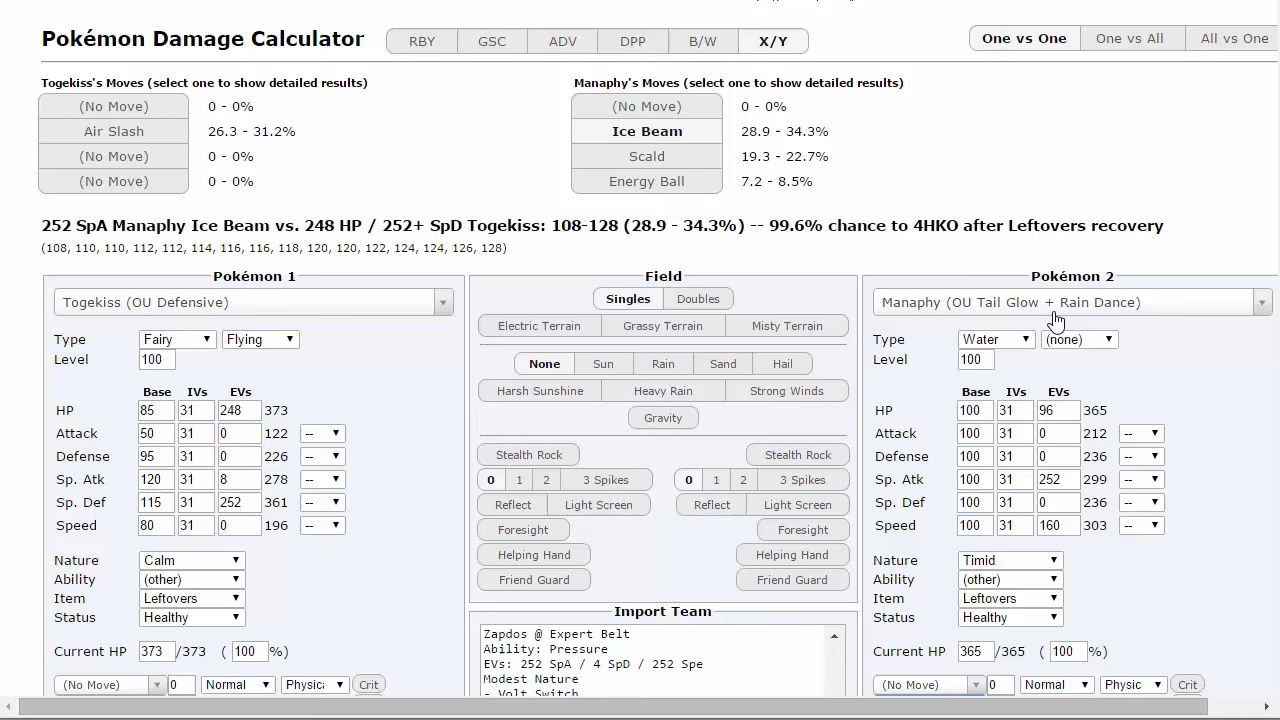 Pokémon Damage Calculator
RBY GSC ADV DPP B/W X/Y
One vs One One vs All All vs One
Togekiss's Moves (select one to show detailed results)
(No Move) 0 - 0%
Air Slash 26.3 - 31.2%
(No Move) 0 - 0%
(No Move) 0 - 0%
Manaphy's Moves (select one to show detailed results)
(No Move) 0 - 0%
Ice Beam 28.9 - 34.3%
Scald 19.3 - 22.7%
Energy Ball 7.2 - 8.5%
252 SpA Manaphy Ice Beam vs. 248 HP / 252+ SpD Togekiss: 108-128 (28.9 - 34.3%) -- 99.6% chance to 4HKO after Leftovers recovery
(108, 110, 110, 112, 112, 114, 116, 116, 118, 120, 120, 122, 124, 124, 126, 128)
Pokémon 1
Togekiss (OU Defensive)
Type Fairy Flying
Level 100
Base IVs EVs
HP 85 31 248 373
Attack 50 31 0 122 --
Defense 95 31 0 226 --
Sp. Atk 120 31 8 278 --
Sp. Def 115 31 252 361 --
Speed 80 31 0 196 --
Nature Calm
Ability (other)
Item Leftovers
Status Healthy
Current HP 373 /373 ( 100 %)
(No Move) 0 Normal Physic Crit
Field
Singles Doubles
Electric Terrain Grassy Terrain Misty Terrain
None Sun Rain Sand Hail
Harsh Sunshine Heavy Rain Strong Winds
Gravity
Stealth Rock Stealth Rock
0 1 2 3 Spikes 0 1 2 3 Spikes
Reflect Light Screen Reflect Light Screen
Foresight Foresight
Helping Hand Helping Hand
Friend Guard Friend Guard
Import Team
Zapdos @ Expert Belt
Ability: Pressure
EVs: 252 SpA / 4 SpD / 252 Spe
Modest Nature
- Volt Switch
Pokémon 2
Manaphy (OU Tail Glow + Rain Dance)
Type Water (none)
Level 100
Base IVs EVs
HP 100 31 96 365
Attack 100 31 0 212 --
Defense 100 31 0 236 --
Sp. Atk 100 31 252 299 --
Sp. Def 100 31 0 236 --
Speed 100 31 160 303 --
Nature Timid
Ability (other)
Item Leftovers
Status Healthy
Current HP 365 /365 ( 100 %)
(No Move) 0 Normal Physic Crit